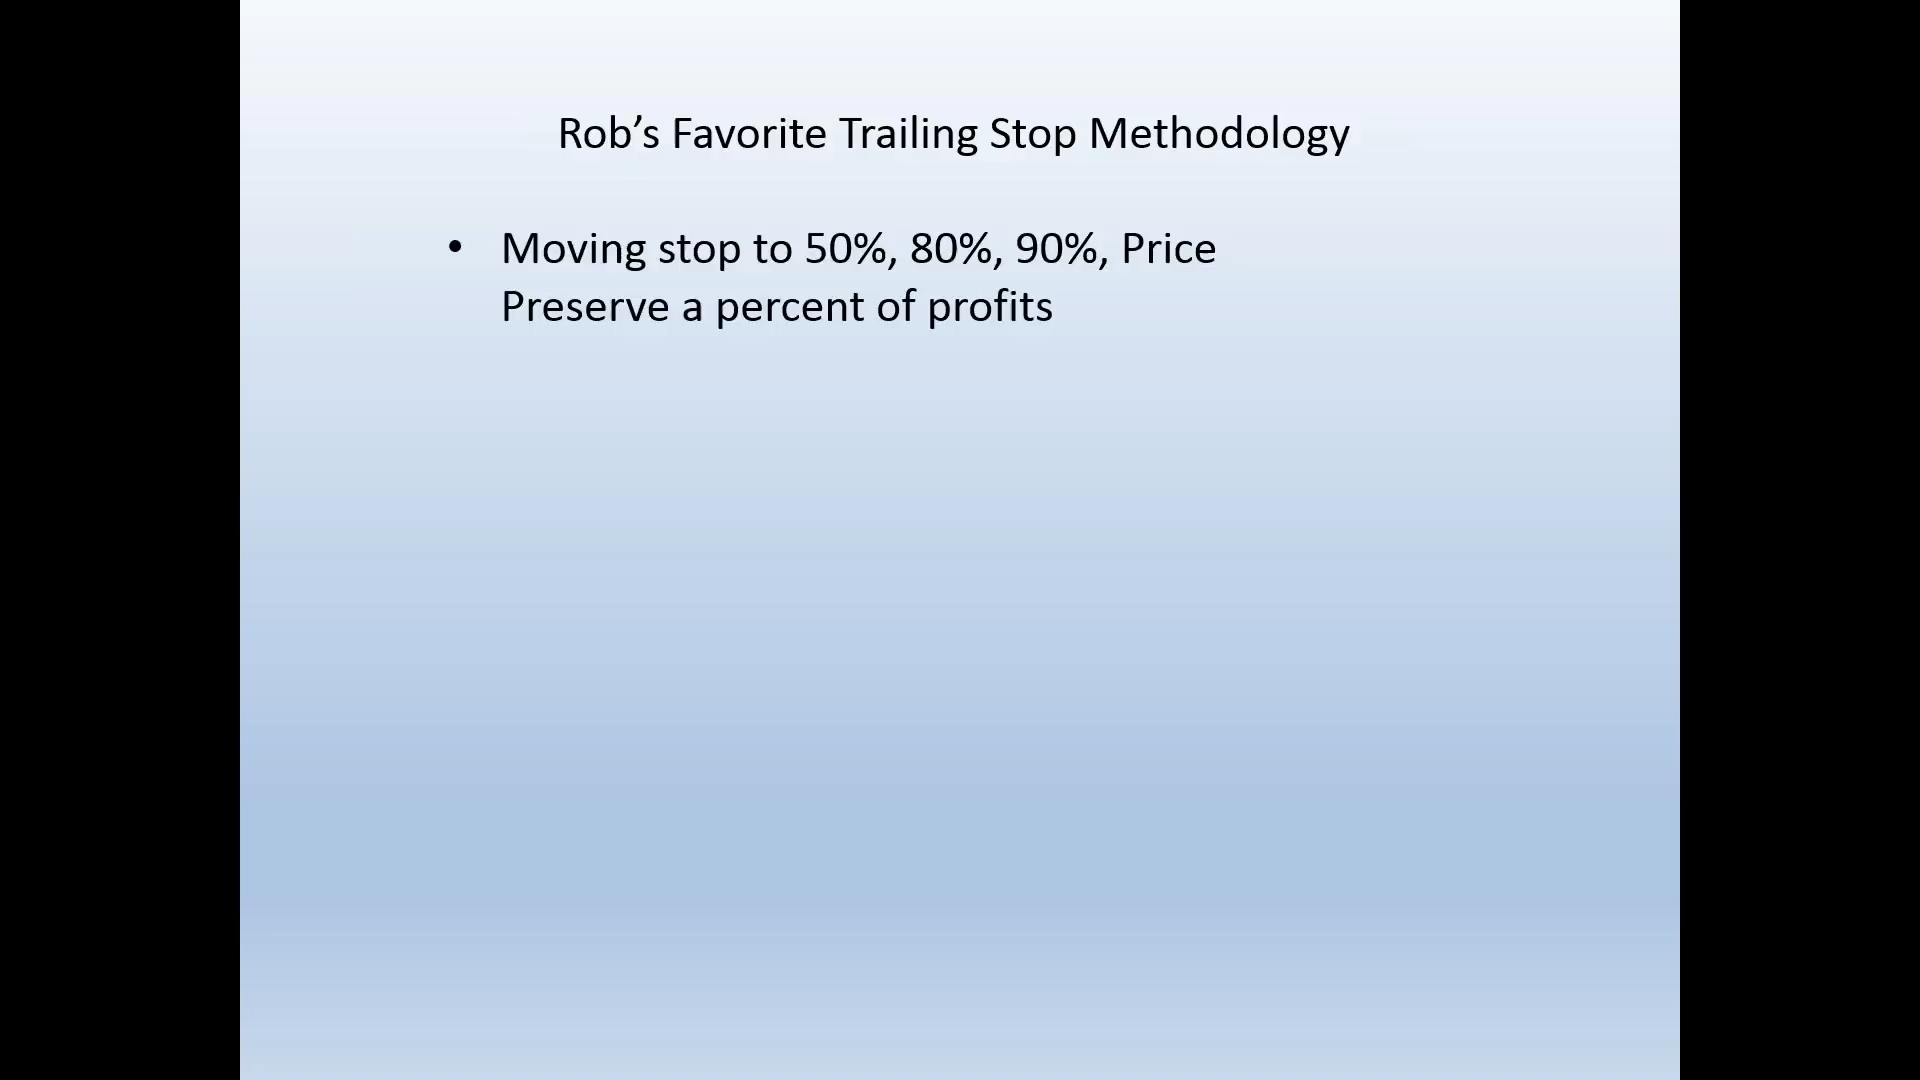 Rob’s Favorite Trailing Stop Methodology
• Moving stop to 50%, 80%, 90%, Price
Preserve a percent of profits